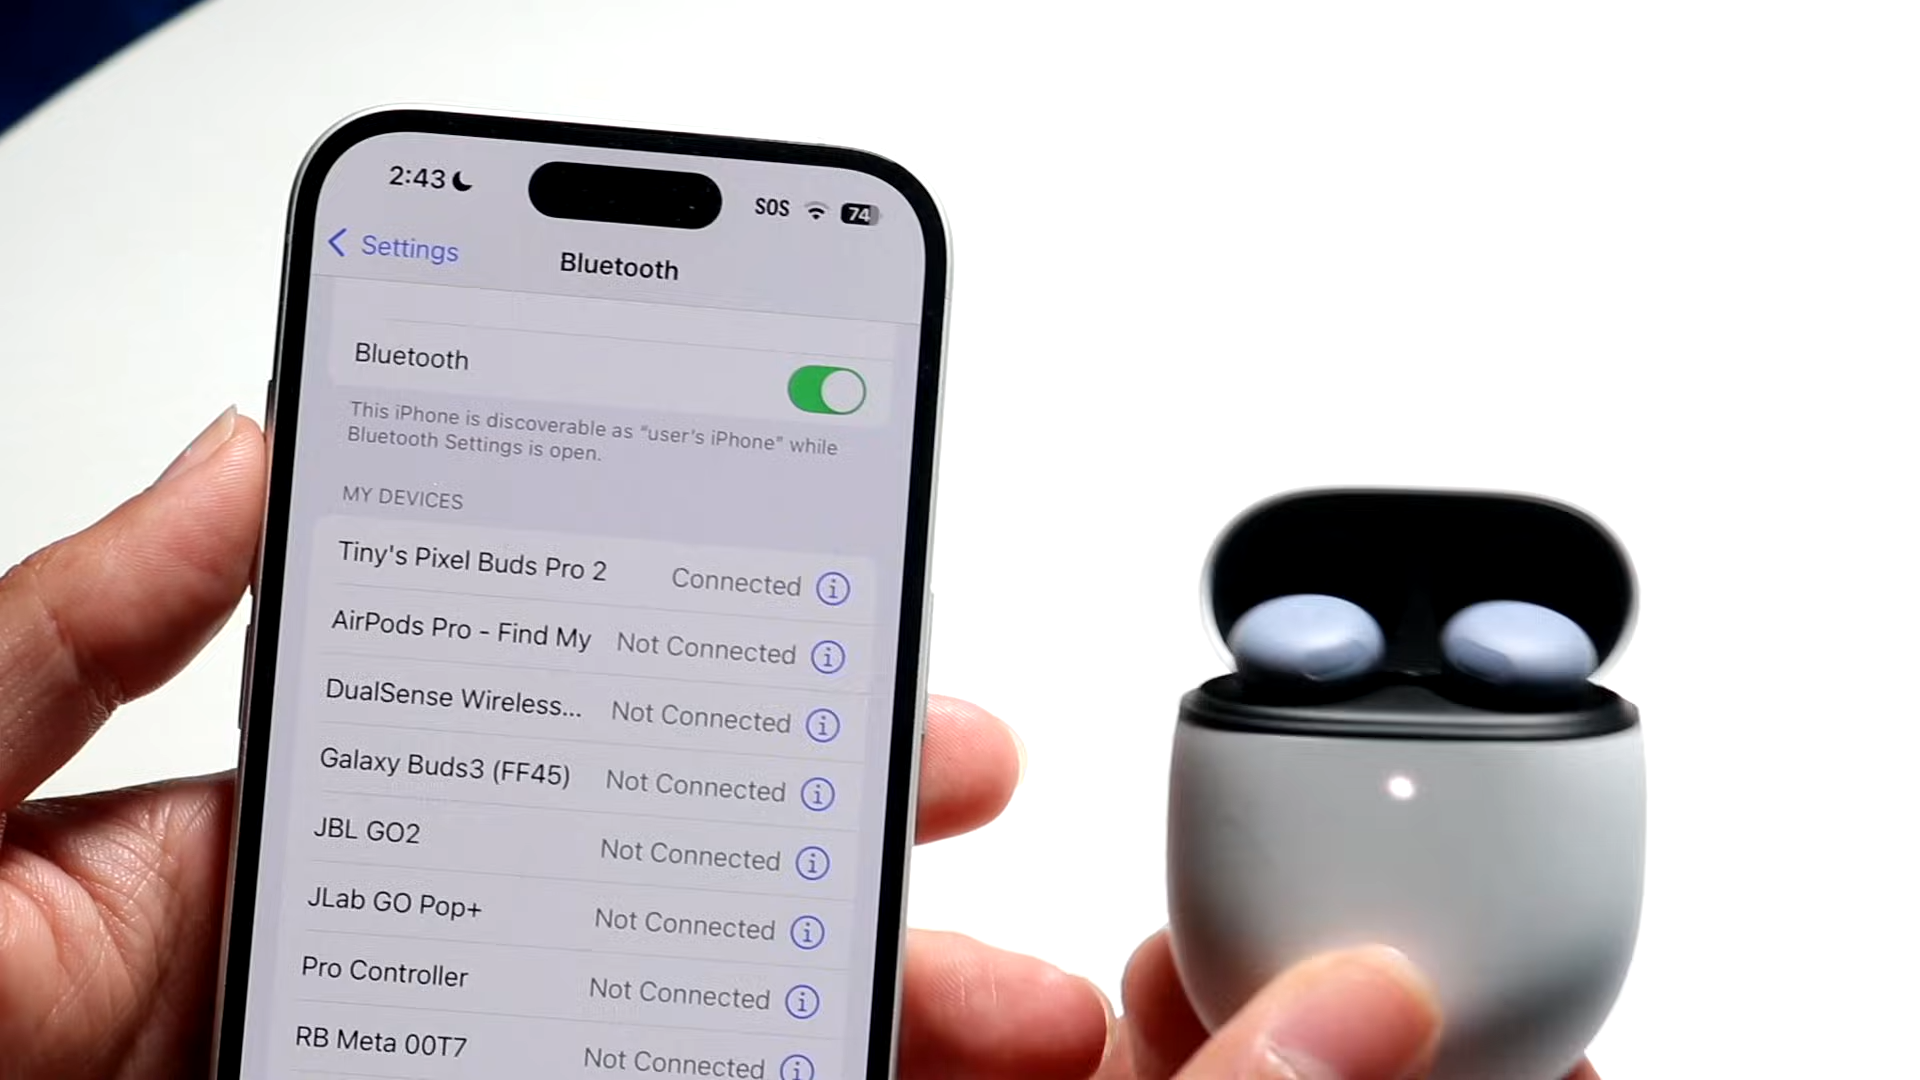 2:43
SOS
74
Settings
Bluetooth
Bluetooth
This iPhone is discoverable as “user’s iPhone” while
Bluetooth Settings is open.
MY DEVICES
Tiny's Pixel Buds Pro 2 Connected
AirPods Pro - Find My Not Connected
DualSense Wireless... Not Connected
Galaxy Buds3 (FF45) Not Connected
JBL GO2 Not Connected
JLab GO Pop+ Not Connected
Pro Controller Not Connected
RB Meta 00T7 Not Connected